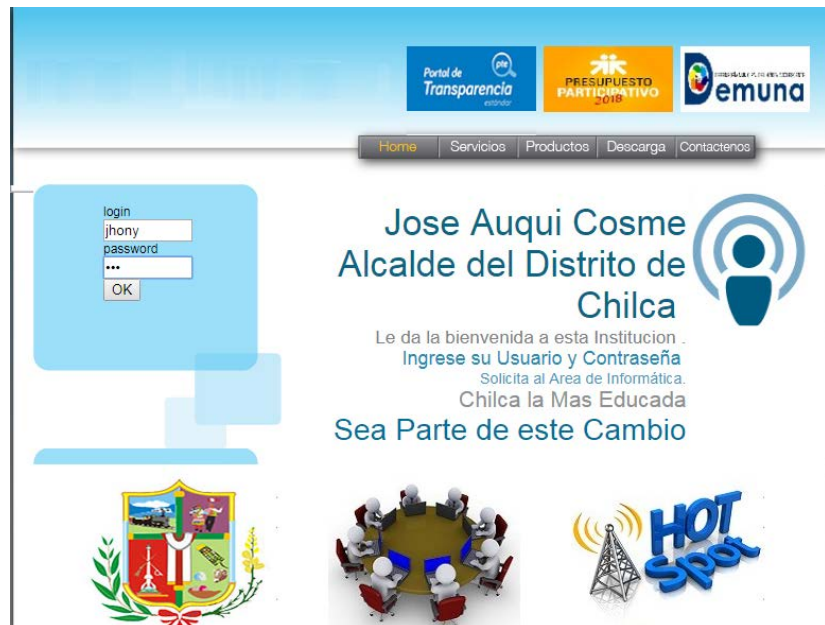 Portal de
Transparencia
estándar
pte
PRESUPUESTO
PARTICIPATIVO
2018
Demuna
Home Servicios Productos Descarga Contactenos
login
jhony
password
•••
OK
Jose Auqui Cosme
Alcalde del Distrito de
Chilca
Le da la bienvenida a esta Institucion .
Ingrese su Usuario y Contraseña
Solicita al Area de Informática.
Chilca la Mas Educada
Sea Parte de este Cambio
HOT
Spot